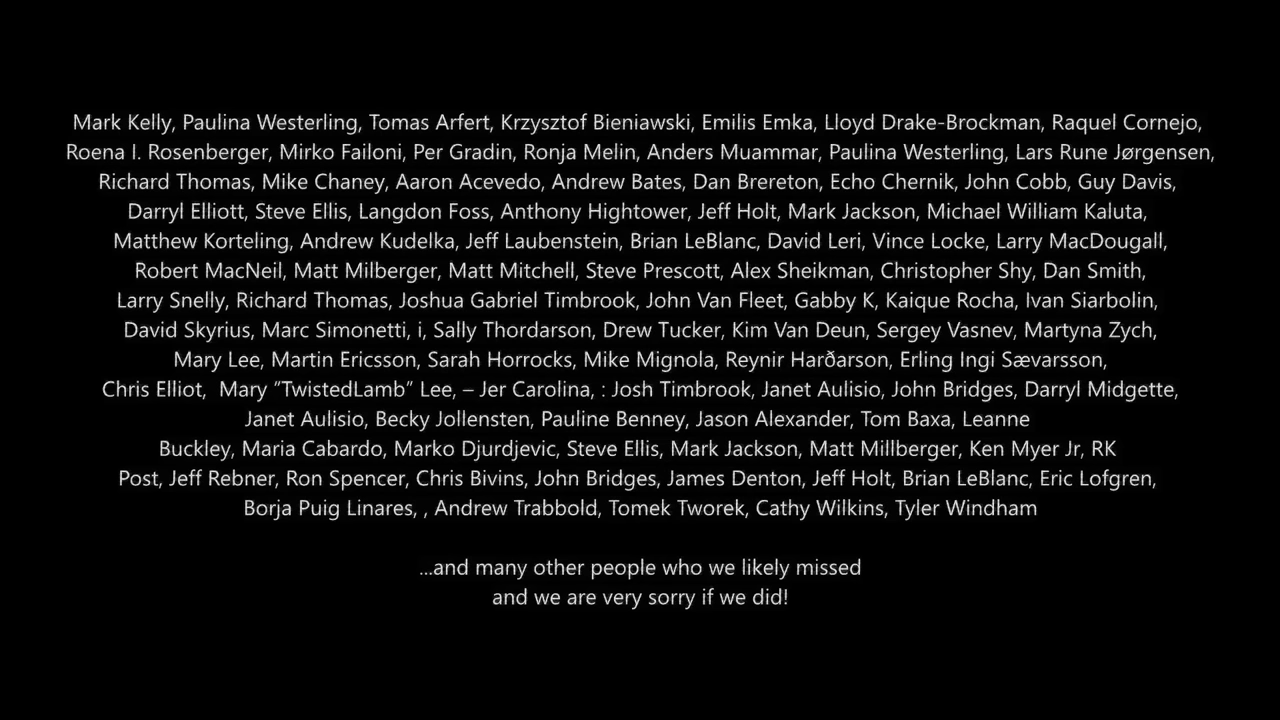 Mark Kelly, Paulina Westerling, Tomas Arfert, Krzysztof Bieniawski, Emilis Emka, Lloyd Drake-Brockman, Raquel Cornejo,
Roena I. Rosenberger, Mirko Failoni, Per Gradin, Ronja Melin, Anders Muammar, Paulina Westerling, Lars Rune Jørgensen,
Richard Thomas, Mike Chaney, Aaron Acevedo, Andrew Bates, Dan Brereton, Echo Chernik, John Cobb, Guy Davis,
Darryl Elliott, Steve Ellis, Langdon Foss, Anthony Hightower, Jeff Holt, Mark Jackson, Michael William Kaluta,
Matthew Korteling, Andrew Kudelka, Jeff Laubenstein, Brian LeBlanc, David Leri, Vince Locke, Larry MacDougall,
Robert MacNeil, Matt Milberger, Matt Mitchell, Steve Prescott, Alex Sheikman, Christopher Shy, Dan Smith,
Larry Snelly, Richard Thomas, Joshua Gabriel Timbrook, John Van Fleet, Gabby K, Kaique Rocha, Ivan Siarbolin,
David Skyrius, Marc Simonetti, i, Sally Thordarson, Drew Tucker, Kim Van Deun, Sergey Vasnev, Martyna Zych,
Mary Lee, Martin Ericsson, Sarah Horrocks, Mike Mignola, Reynir Harðarson, Erling Ingi Sævarsson,
Chris Elliot,  Mary ”TwistedLamb” Lee, – Jer Carolina, : Josh Timbrook, Janet Aulisio, John Bridges, Darryl Midgette,
Janet Aulisio, Becky Jollensten, Pauline Benney, Jason Alexander, Tom Baxa, Leanne
Buckley, Maria Cabardo, Marko Djurdjevic, Steve Ellis, Mark Jackson, Matt Millberger, Ken Myer Jr, RK
Post, Jeff Rebner, Ron Spencer, Chris Bivins, John Bridges, James Denton, Jeff Holt, Brian LeBlanc, Eric Lofgren,
Borja Puig Linares, , Andrew Trabbold, Tomek Tworek, Cathy Wilkins, Tyler Windham
...and many other people who we likely missed
and we are very sorry if we did!